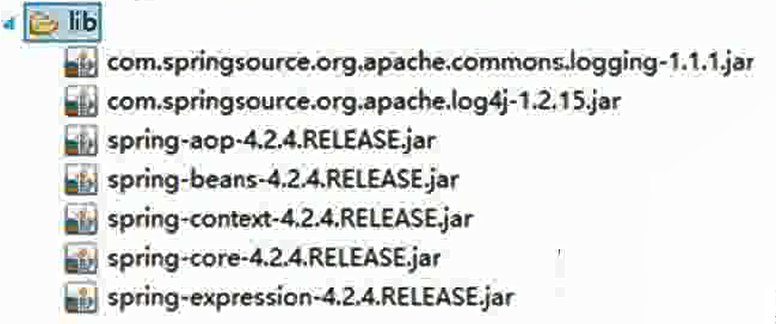 lib
com.springsource.org.apache.commons.logging-1.1.1.jar
com.springsource.org.apache.log4j-1.2.15.jar
spring-aop-4.2.4.RELEASE.jar
spring-beans-4.2.4.RELEASE.jar
spring-context-4.2.4.RELEASE.jar
spring-core-4.2.4.RELEASE.jar
spring-expression-4.2.4.RELEASE.jar